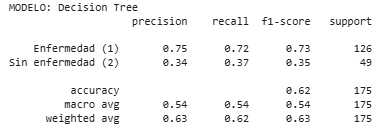 MODELO: Decision Tree
precision recall f1-score support
Enfermedad (1) 0.75 0.72 0.73 126
Sin enfermedad (2) 0.34 0.37 0.35 49
accuracy 0.62 175
macro avg 0.54 0.54 0.54 175
weighted avg 0.63 0.62 0.63 175